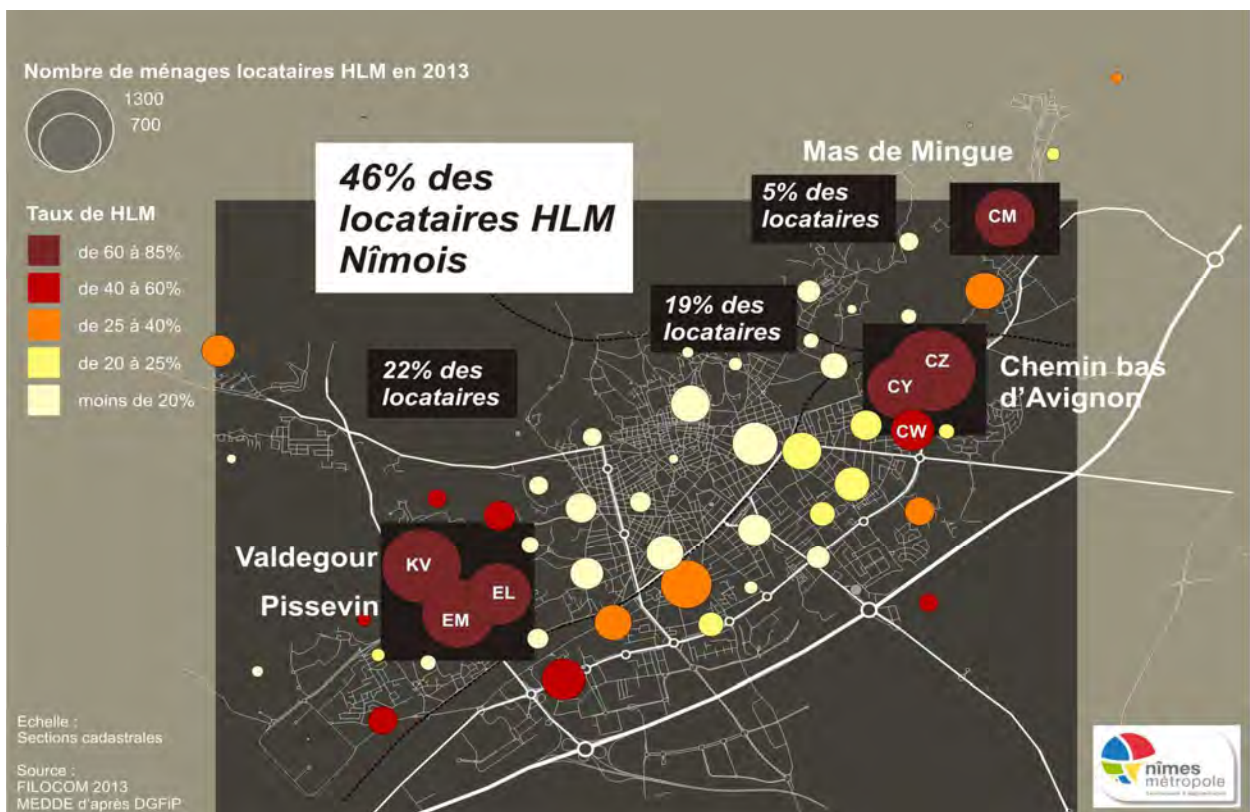 Nombre de ménages locataires HLM en 2013
1300
700
46% des
locataires HLM
Nîmois
Mas de Mingue
5% des
locataires
CM
Taux de HLM
de 60 à 85%
de 40 à 60%
de 25 à 40%
de 20 à 25%
moins de 20%
19% des
locataires
22% des
locataires
CZ
CY
CW
Chemin bas
d'Avignon
Valdegour
Pissevin
KV
EL
EM
Echelle :
Sections cadastrales
Source :
FILOCOM 2013
MEDDE d'après DGFiP
nîmes
métropole